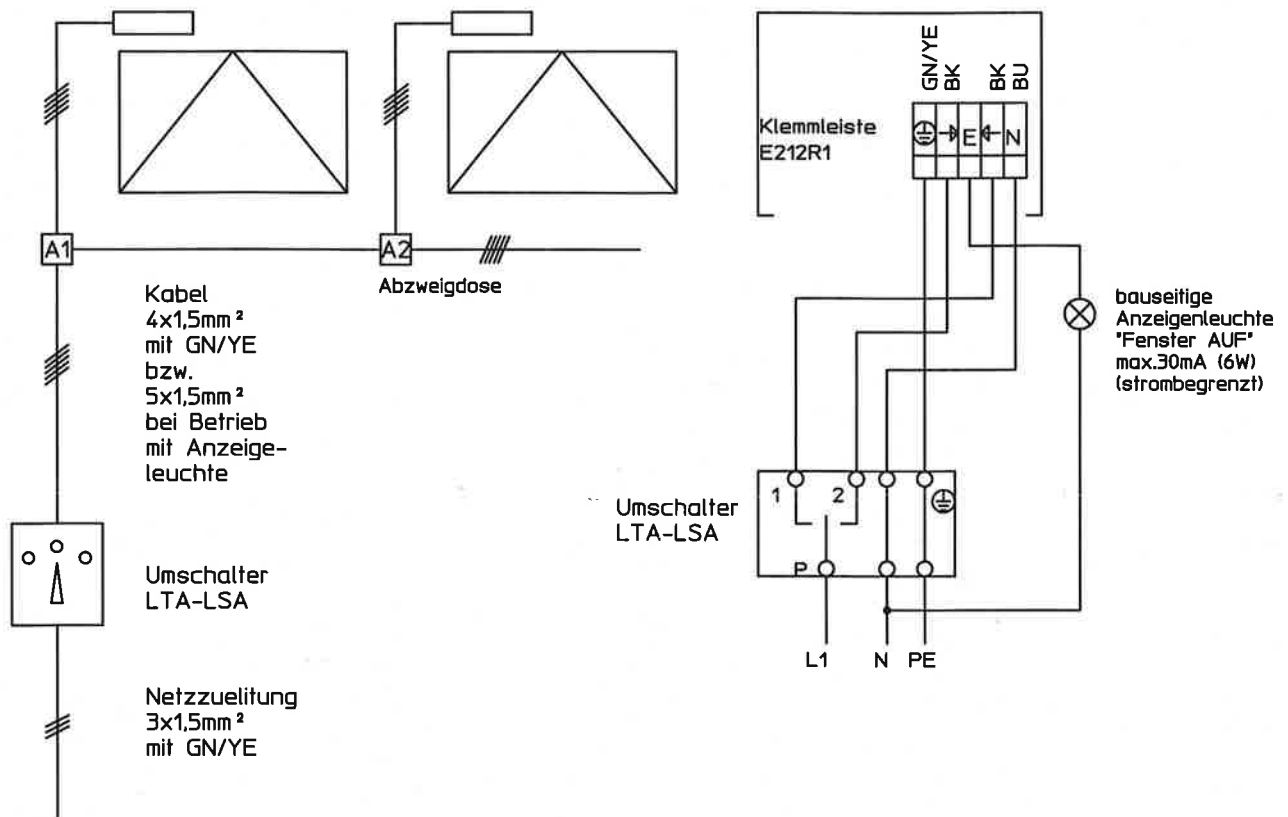 A1
A2
Abzweigdose
Kabel
4x1,5mm²
mit GN/YE
bzw.
5x1,5mm²
bei Betrieb
mit Anzeige-
leuchte
Umschalter
LTA-LSA
Netzzuelitung
3x1,5mm²
mit GN/YE
GN/YE
BK
BK
BU
Klemmleiste
E212R1
E
N
bauseitige
Anzeigenleuchte
"Fenster AUF"
max.30mA (6W)
(strombegrenzt)
Umschalter
LTA-LSA
1
2
P
L1
N
PE